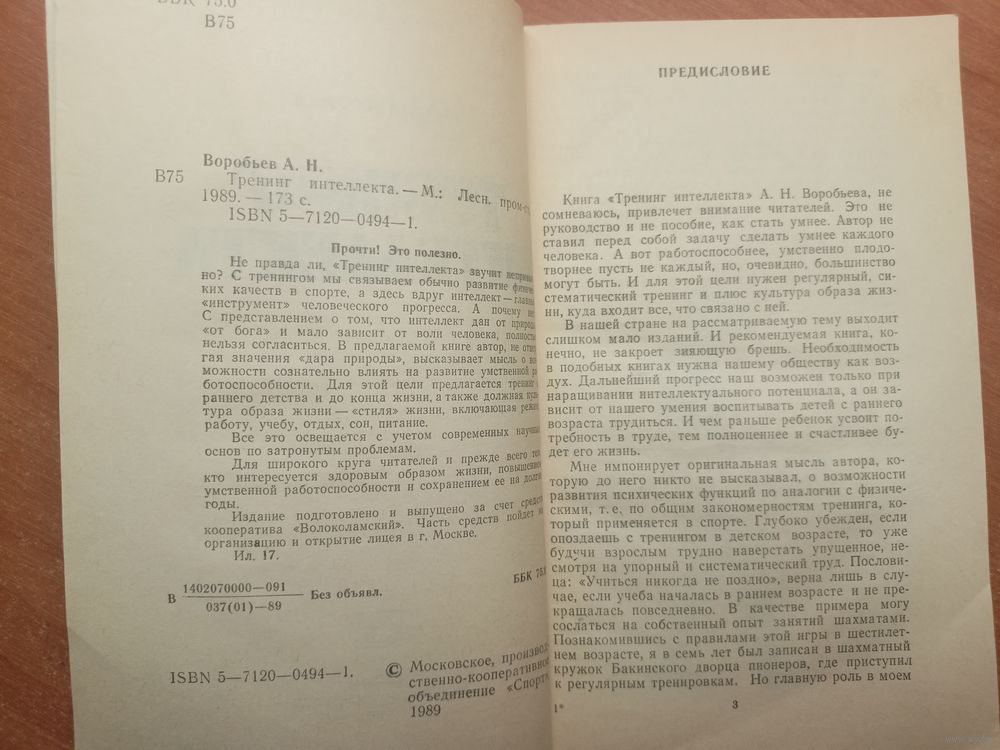 ББК 75.0
В75
Воробьев А. Н.
В75 Тренинг интеллекта. — М.: Лесн. пром-сть,
1989. — 173 с.
ISBN 5—7120—0494—1.
Прочти! Это полезно.
Не правда ли, «Тренинг интеллекта» звучит
но? С тренингом мы связываем обычно развитие
ких качеств в спорте, а здесь вдруг интеллект —
«инструмент» человеческого прогресса. А почему
С представлением о том, что интеллект дан от природы
«от бога» и мало зависит от воли человека,
нельзя согласиться. В предлагаемой книге автор, не
гая значения «дара природы», высказывает мысль о
можности сознательно влиять на развитие умственной
ботоспособности. Для этой цели предлагается тренинг
раннего детства и до конца жизни, а также должная
тура образа жизни — «стиля» жизни, включающая
работу, учебу, отдых, сон, питание.
Все это освещается с учетом современных научных
основ по затронутым проблемам.
Для широкого круга читателей и прежде всего
кто интересуется здоровым образом жизни,
умственной работоспособности и сохранением ее на
годы.
Издание подготовлено и выпущено за счет
кооператива «Волоколамский». Часть средств пойдет
организацию и открытие лицея в г. Москве.
Ил. 17.
ББК 75.
В 1402070000—091
037(01)—89 Без объявл.
ISBN 5—7120—0494—1.
© Московское,
ственно-кооперативное
объединение «Спорт»
1989
ПРЕДИСЛОВИЕ
Книга «Тренинг интеллекта» А. Н. Воробьева, не
сомневаюсь, привлечет внимание читателей. Это не
руководство и не пособие, как стать умнее. Автор не
ставил перед собой задачу сделать умнее каждого
человека. А вот работоспособнее, умственно плодо-
творнее пусть не каждый, но, очевидно, большинство
могут быть. И для этой цели нужен регулярный, си-
стематический тренинг и плюс культура образа жиз-
ни, куда входит все, что связано с ней.
В нашей стране на рассматриваемую тему выходит
слишком мало изданий. И рекомендуемая книга, ко-
нечно, не закроет зияющую брешь. Необходимость
в подобных книгах нужна нашему обществу как воз-
дух. Дальнейший прогресс наш возможен только при
наращивании интеллектуального потенциала, а он за-
висит от нашего умения воспитывать детей с раннего
возраста трудиться. И чем раньше ребенок усвоит по-
требность в труде, тем полноценнее и счастливее бу-
дет его жизнь.
Мне импонирует оригинальная мысль автора, ко-
торую до него никто не высказывал, о возможности
развития психических функций по аналогии с физиче-
скими, т. е. по общим закономерностям тренинга, ко-
торый применяется в спорте. Глубоко убежден, если
опоздаешь с тренингом в детском возрасте, то уже
будучи взрослым трудно наверстать упущенное, не-
смотря на упорный и систематический труд. Послови-
ца: «Учиться никогда не поздно», верна лишь в слу-
чае, если учеба началась в раннем возрасте и не пре-
кращалась повседневно. В качестве примера могу
сослаться на собственный опыт занятий шахматами.
Познакомившись с правилами этой игры в шестилет-
нем возрасте, я в семь лет был записан в шахматный
кружок Бакинского дворца пионеров, где приступил
к регулярным тренировкам. Но главную роль в моем
1*
3